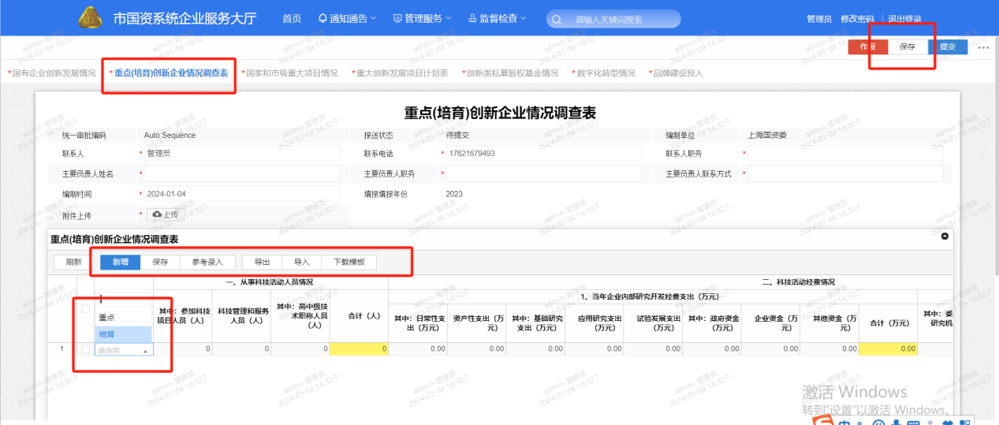 市国资系统企业服务大厅 首页 通知通告 管理服务 监督检查 请输入关键词搜索 管理员 修改密码 退出登录
作废 保存 提交
*国有企业创新发展情况 *重点(培育)创新企业情况调查表 *国家和市级重大项目情况 *重大创新发展项目计划表 *创新类私募股权基金情况 *数字化转型情况 *品牌建设投入
重点(培育)创新企业情况调查表
统一审批编码 Auto Sequence 报送状态 待提交 编制单位 上海国资委
联系人 * 管理员 联系电话 * 17621679493 联系人职务 *
主要负责人姓名 * 主要负责人职务 * 主要负责人联系方式 *
编制时间 * 2024-01-04 填报填报年份 2023
附件上传 * 上传
重点(培育)创新企业情况调查表
刷新 新增 保存 参考录入 导出 导入 下载模板
一、从事科技活动人员情况 二、科技活动经费情况
1、当年企业内部研究开发经费支出（万元）
其中：参加科技项目人员（人） 科技管理和服务人员（人） 其中：高中级技术职称人员（人） 合计（人） 其中：日常性支出（万元） 资产性支出（万元） 其中：基础研究支出（万元） 应用研究支出（万元） 试验发展支出（万元） 其中：政府资金（万元） 企业资金（万元） 其他资金（万元） 合计（万元） 其中：委 研究机
重点
培育
1 请选择 0 0 0 0 0.00 0.00 0.00 0.00 0.00 0.00 0.00 0.00 0.00
admin-管理员
2024-01-04 16:32:7
激活 Windows
转到"设置"以激活 Windows。
中